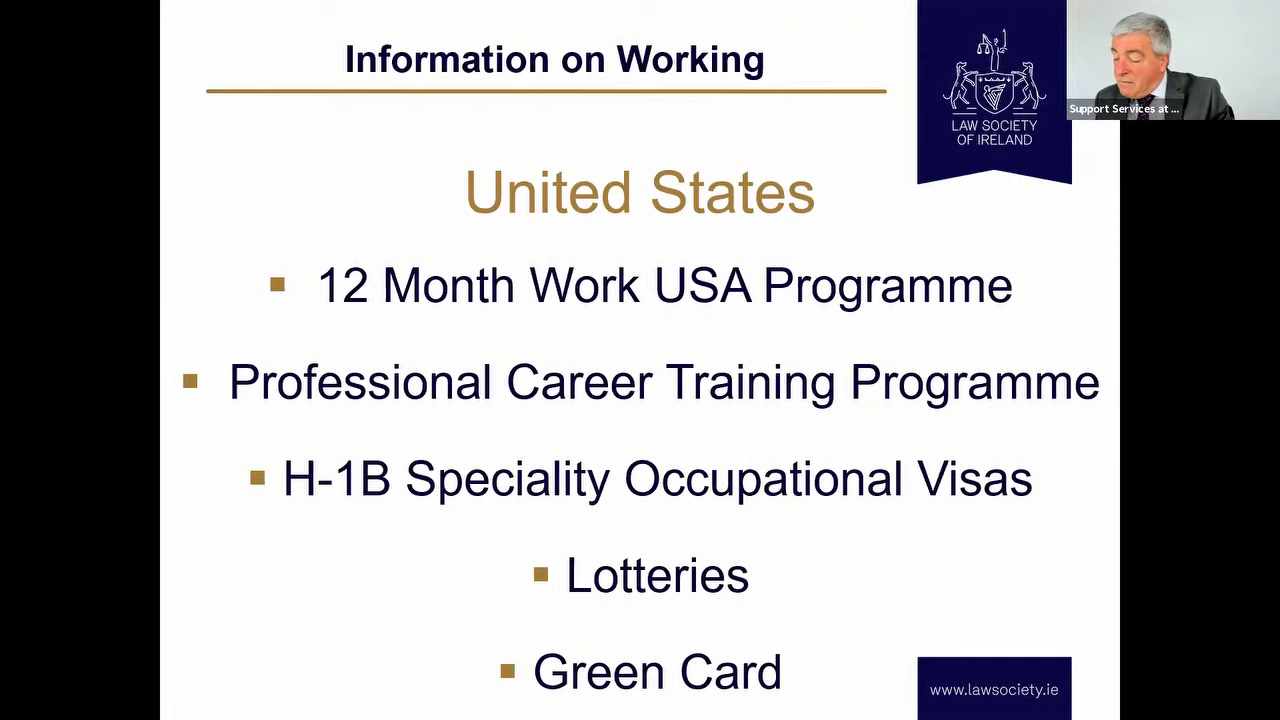 Information on Working
LAW SOCIETY
OF IRELAND
Support Services at ...
United States
12 Month Work USA Programme
Professional Career Training Programme
H-1B Speciality Occupational Visas
Lotteries
Green Card
www.lawsociety.ie